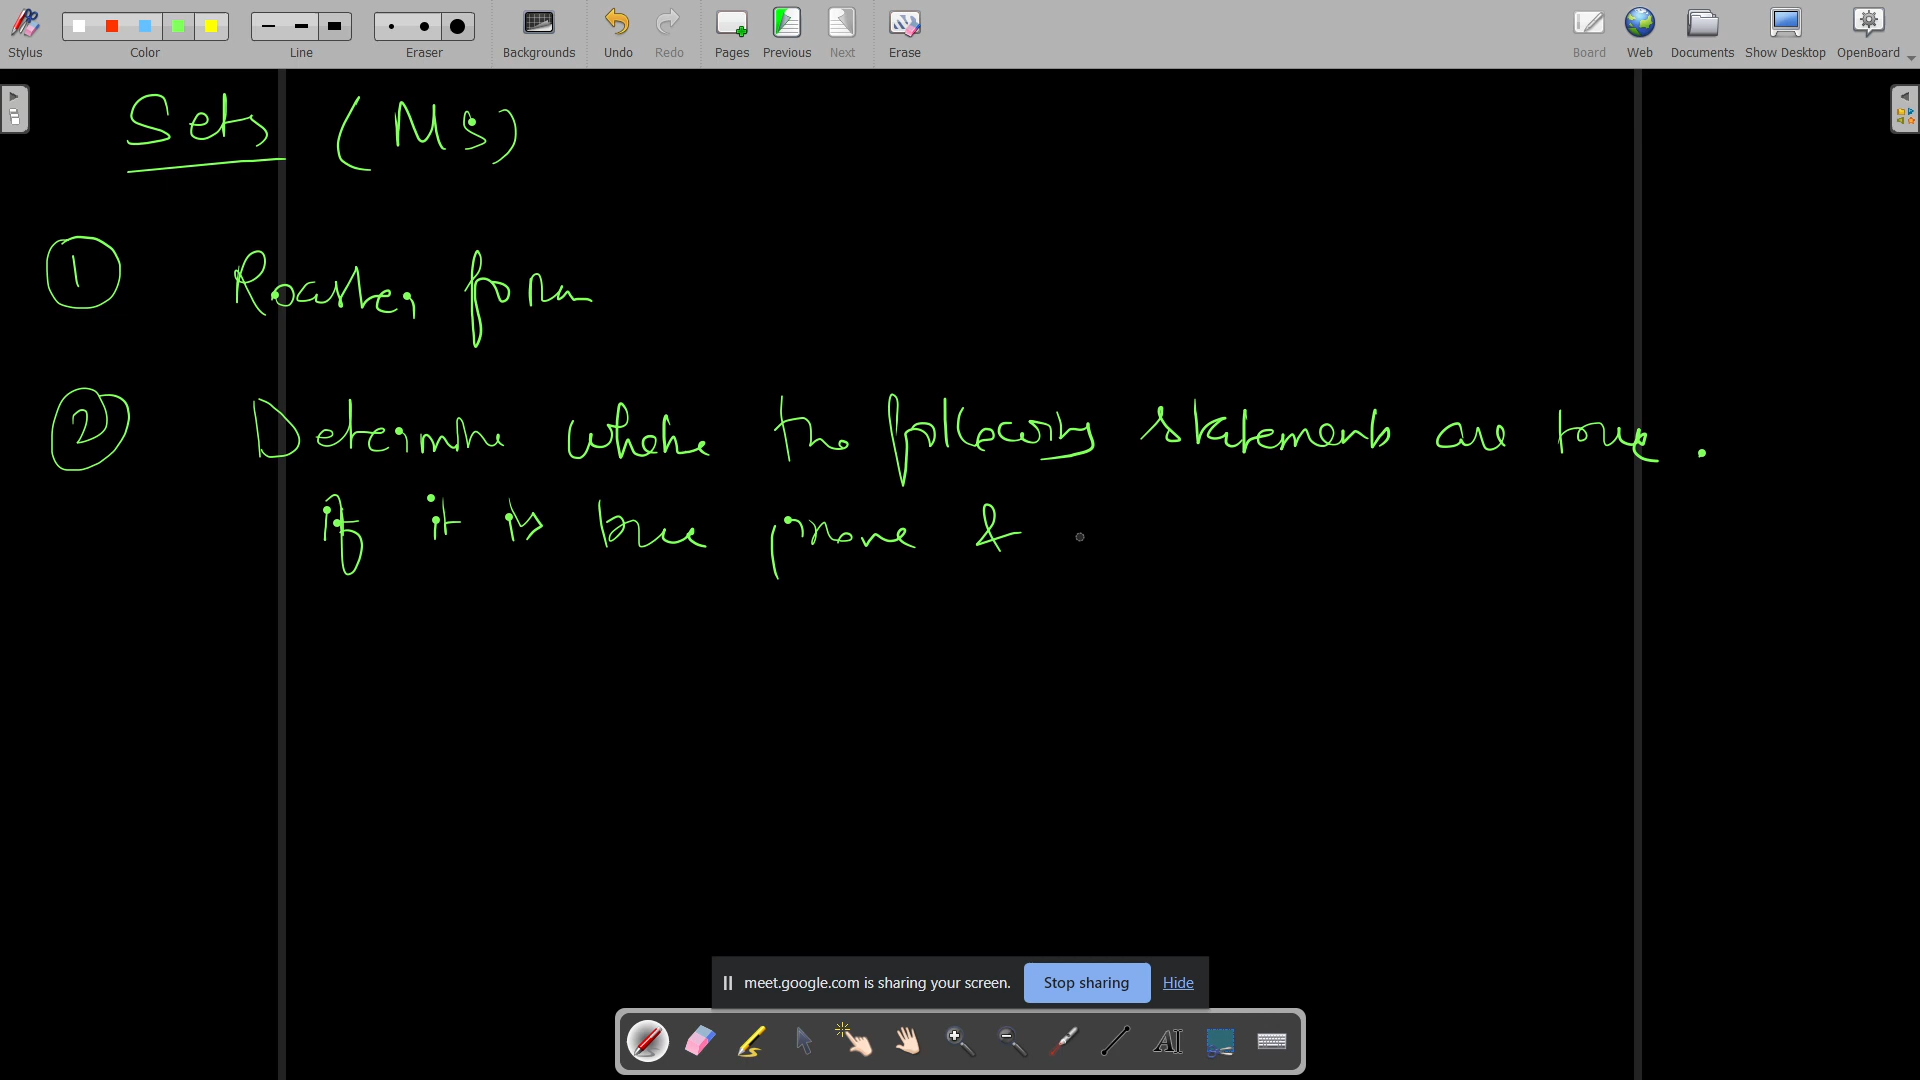 Stylus Color Line Eraser Backgrounds Undo Redo Pages Previous Next Erase Board Web Documents Show Desktop OpenBoard
Sets (MS)
1 Roaster form
2 Determine whethe the following statements are true.
if it is true prove &
meet.google.com is sharing your screen. Stop sharing Hide